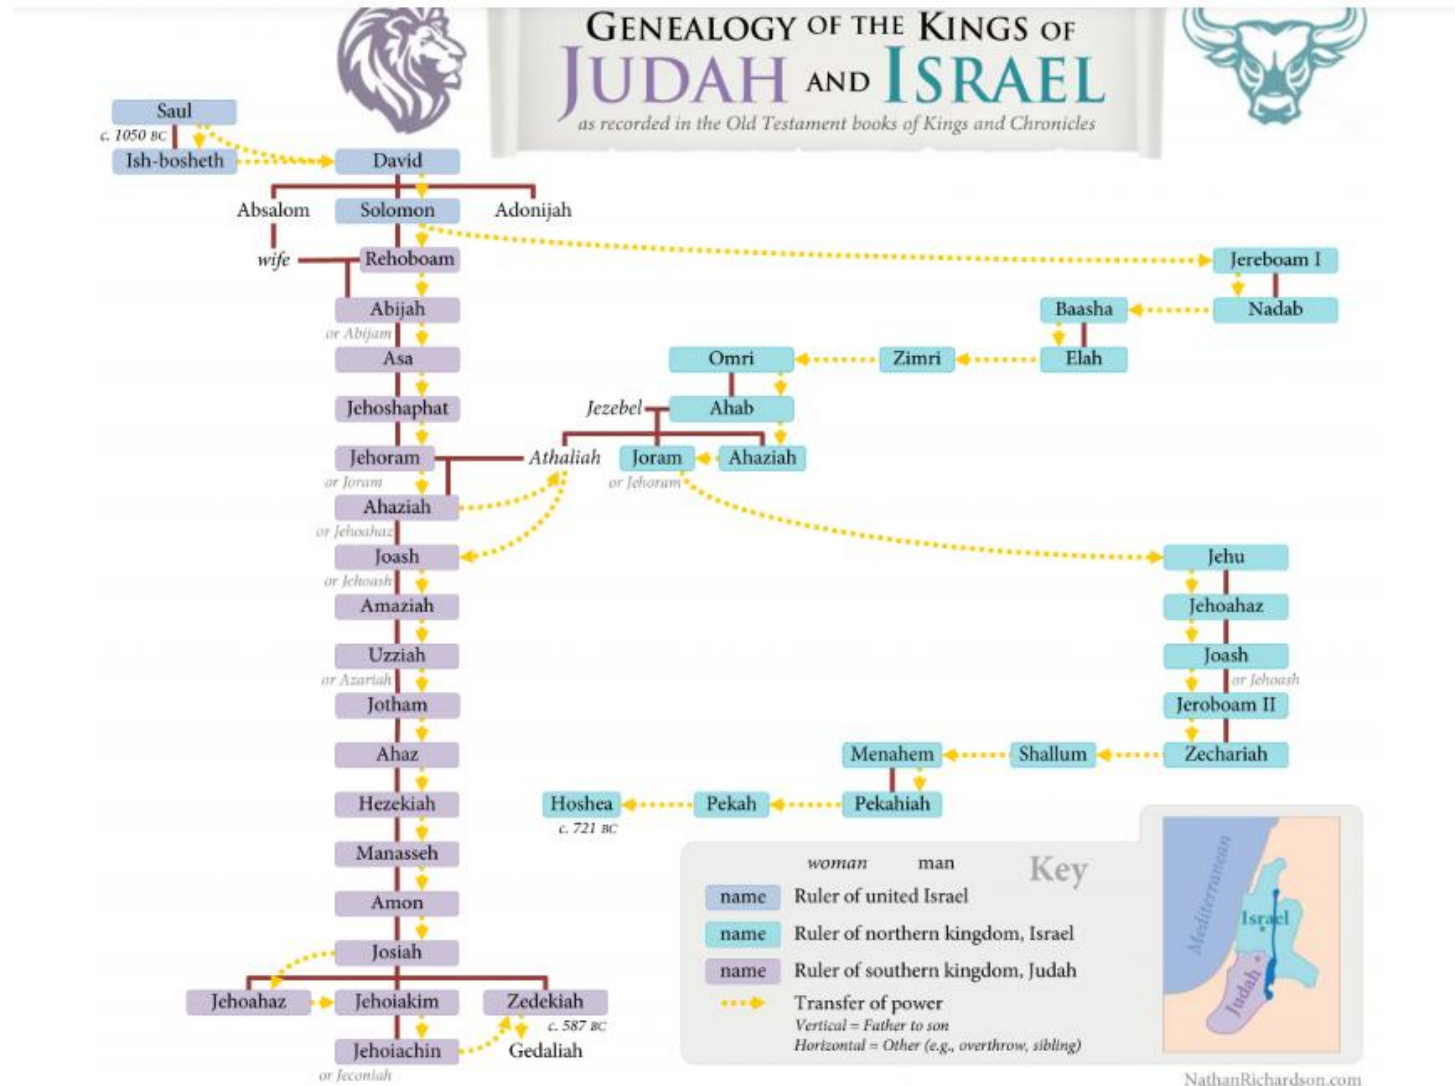 GENEALOGY OF THE KINGS OF
JUDAH AND ISRAEL
as recorded in the Old Testament books of Kings and Chronicles
Saul
c. 1050 BC
Ish-bosheth
David
Absalom
Solomon
Adonijah
wife
Rehoboam
Jereboam I
Abijah
or Abijam
Baasha
Nadab
Asa
Omri
Zimri
Elah
Jehoshaphat
Jezebel
Ahab
Jehoram
or Joram
Athaliah
Joram
or Jehoram
Ahaziah
Ahaziah
or Jehoahaz
Joash
or Jehoash
Jehu
Amaziah
Jehoahaz
Uzziah
or Azariah
Joash
or Jehoash
Jotham
Jeroboam II
Ahaz
Menahem
Shallum
Zechariah
Hezekiah
Hoshea
c. 721 BC
Pekah
Pekahiah
Manasseh
Amon
Josiah
Jehoahaz
Jehoiakim
Zedekiah
c. 587 BC
Jehoiachin
or Jeconiah
Gedaliah
woman man
Key
name Ruler of united Israel
name Ruler of northern kingdom, Israel
name Ruler of southern kingdom, Judah
Transfer of power
Vertical = Father to son
Horizontal = Other (e.g., overthrow, sibling)
Mediterranean
Israel
Judah
NathanRichardson.com